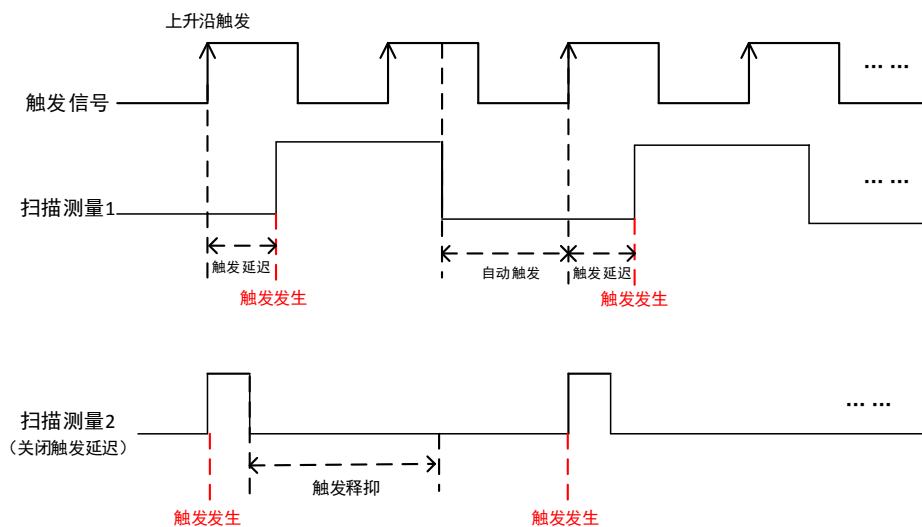 上升沿触发
触发信号
... ...
扫描测量1
... ...
触发延迟
自动触发
触发延迟
触发发生
触发发生
扫描测量2
（关闭触发延迟）
... ...
触发释抑
触发发生
触发发生